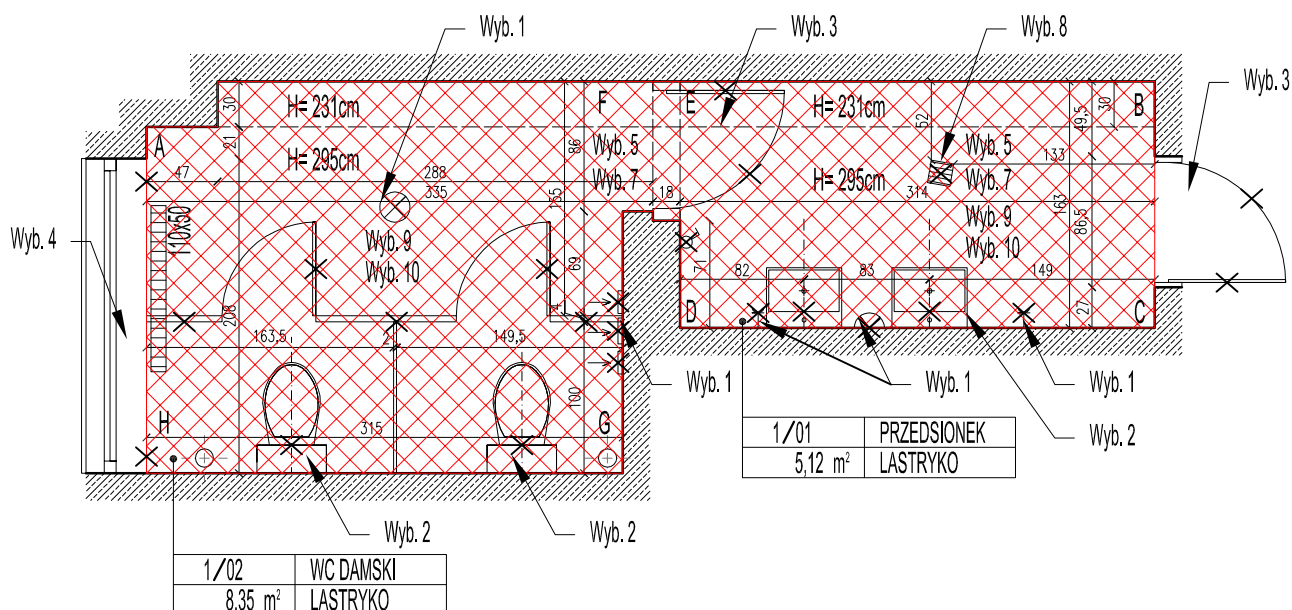 Wyb. 1
Wyb. 3
Wyb. 8
Wyb. 3
30
H= 231cm
F
E
H= 231cm
52
49,5
30
B
21
A
H= 295cm
86
Wyb. 5
Wyb. 7
Wyb. 5
133
47
288
H= 295cm
Wyb. 7
335
155
18
314
163
110x50
Wyb. 9
Wyb. 10
Wyb. 9
Wyb. 10
86,5
Wyb. 4
69
71
82
83
149
208
4
D
27
C
163,5
2
149,5
Wyb. 1
Wyb. 1
Wyb. 1
100
H
315
G
1/01 PRZEDSIONEK
5,12 m² LASTRYKO
Wyb. 2
Wyb. 2
Wyb. 2
1/02 WC DAMSKI
8,35 m² LASTRYKO